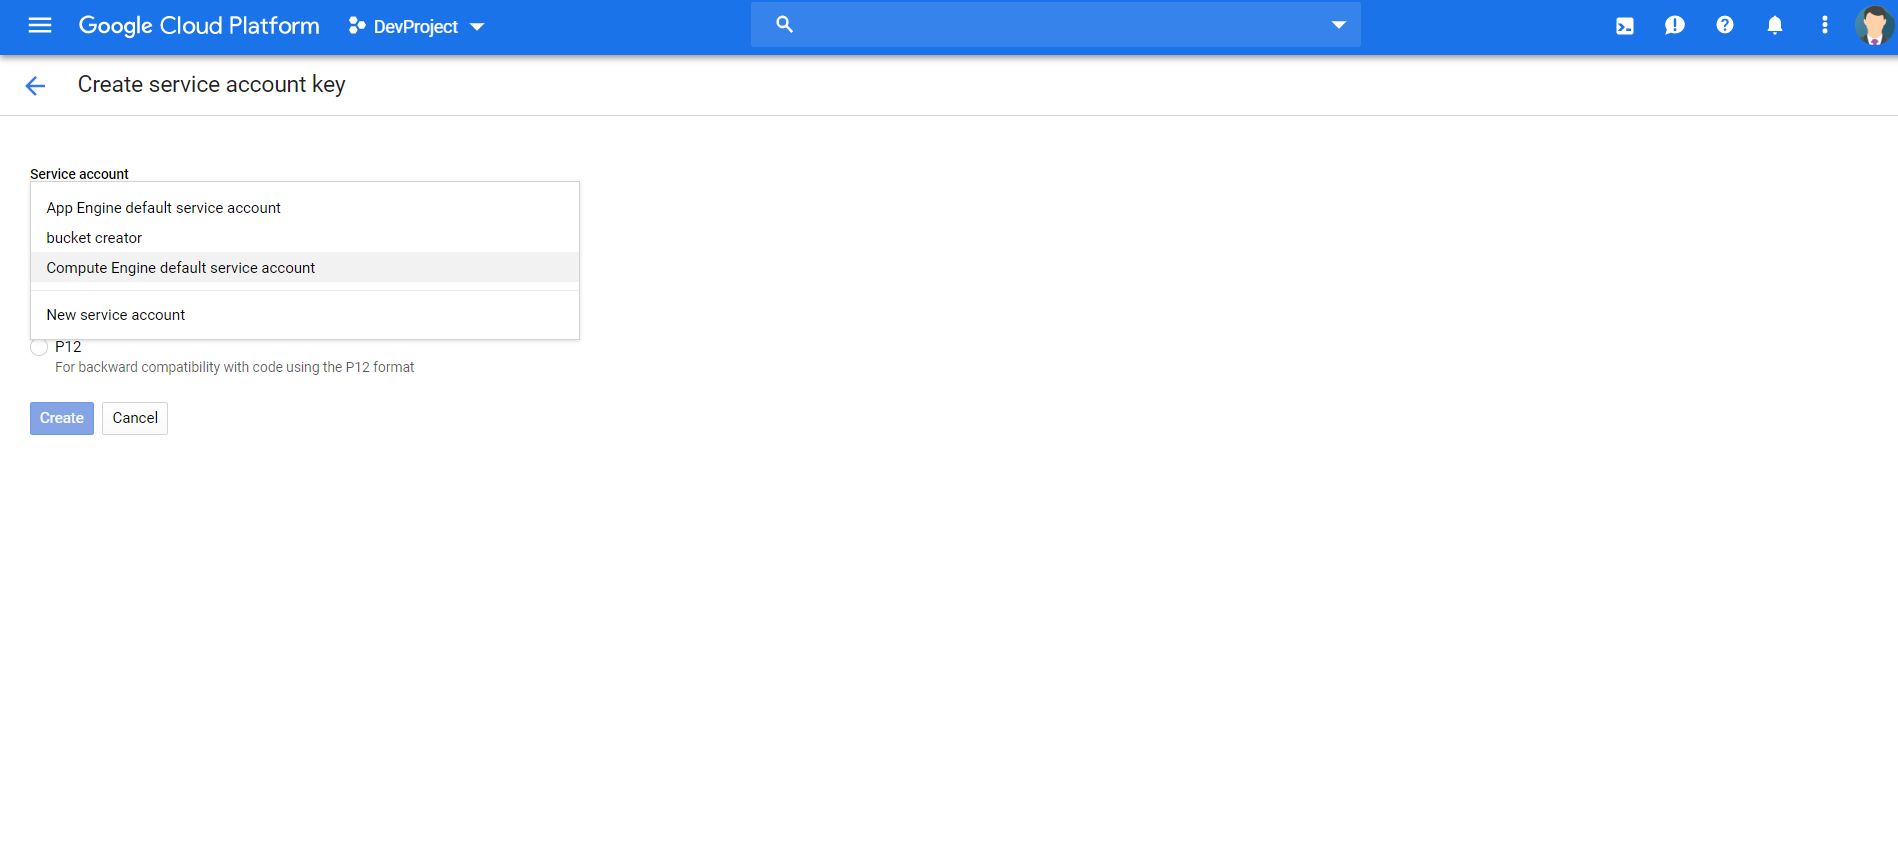 Google Cloud Platform DevProject
Create service account key
Service account
App Engine default service account
bucket creator
Compute Engine default service account
New service account
P12
For backward compatibility with code using the P12 format
Create Cancel